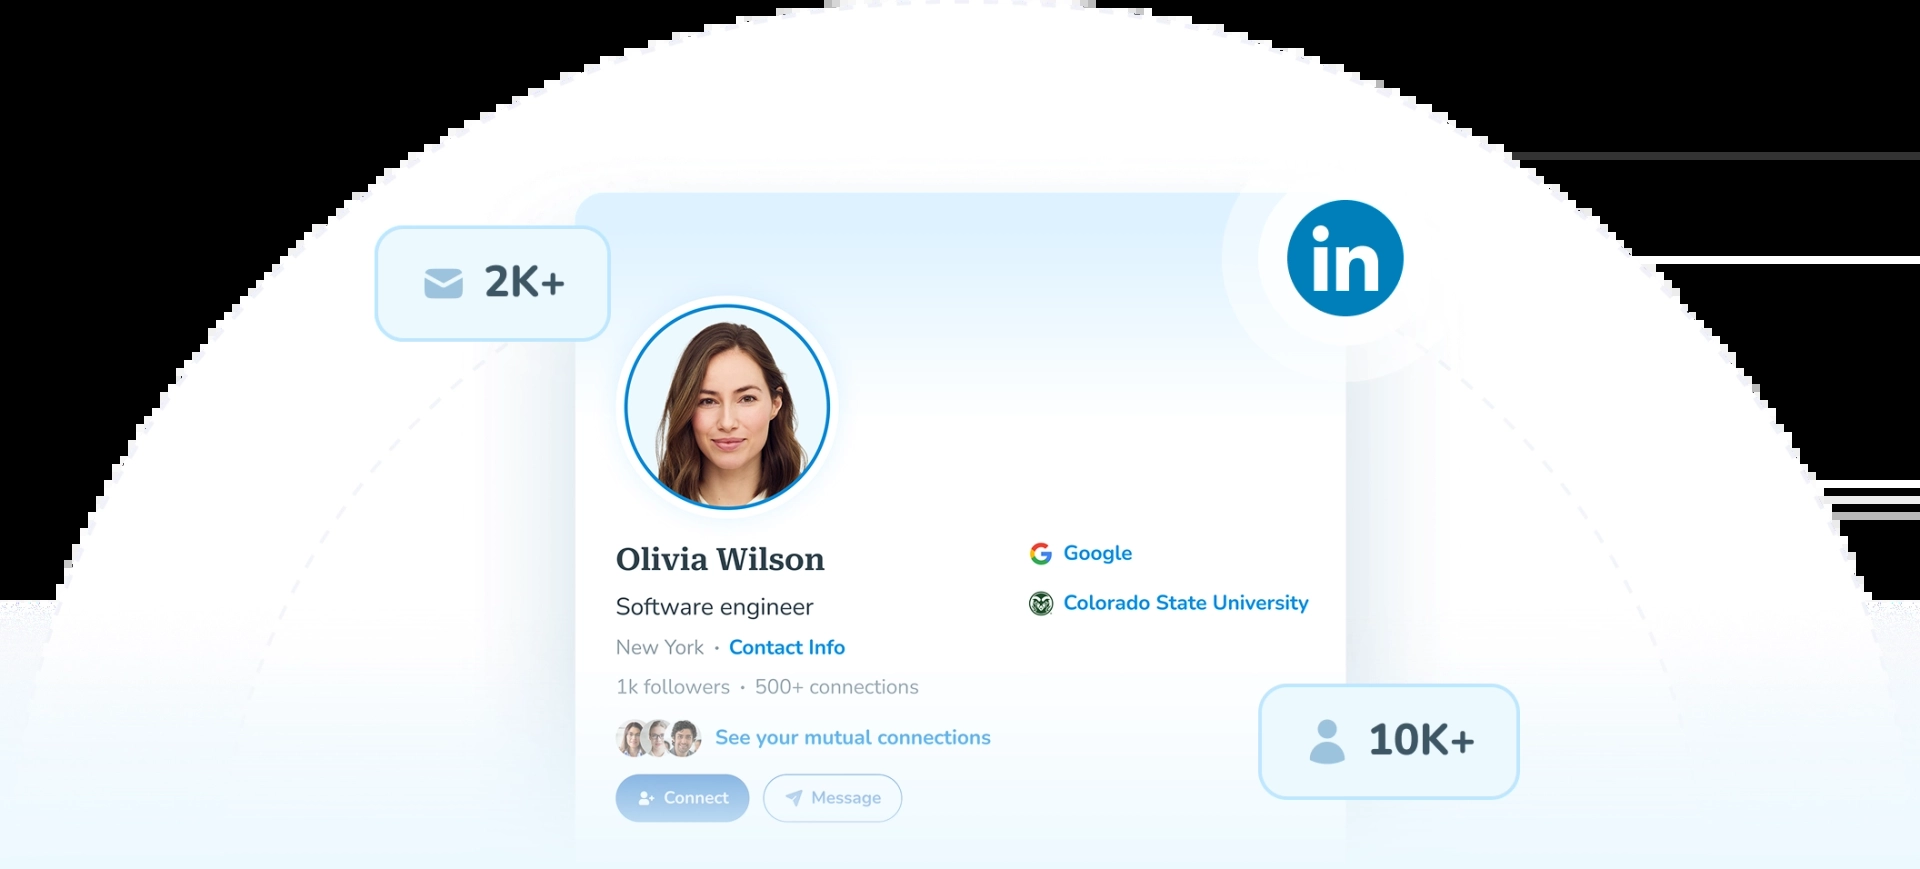 2K+
in
Olivia Wilson
Software engineer
New York · Contact Info
1k followers · 500+ connections
See your mutual connections
Connect
Message
Google
Colorado State University
10K+